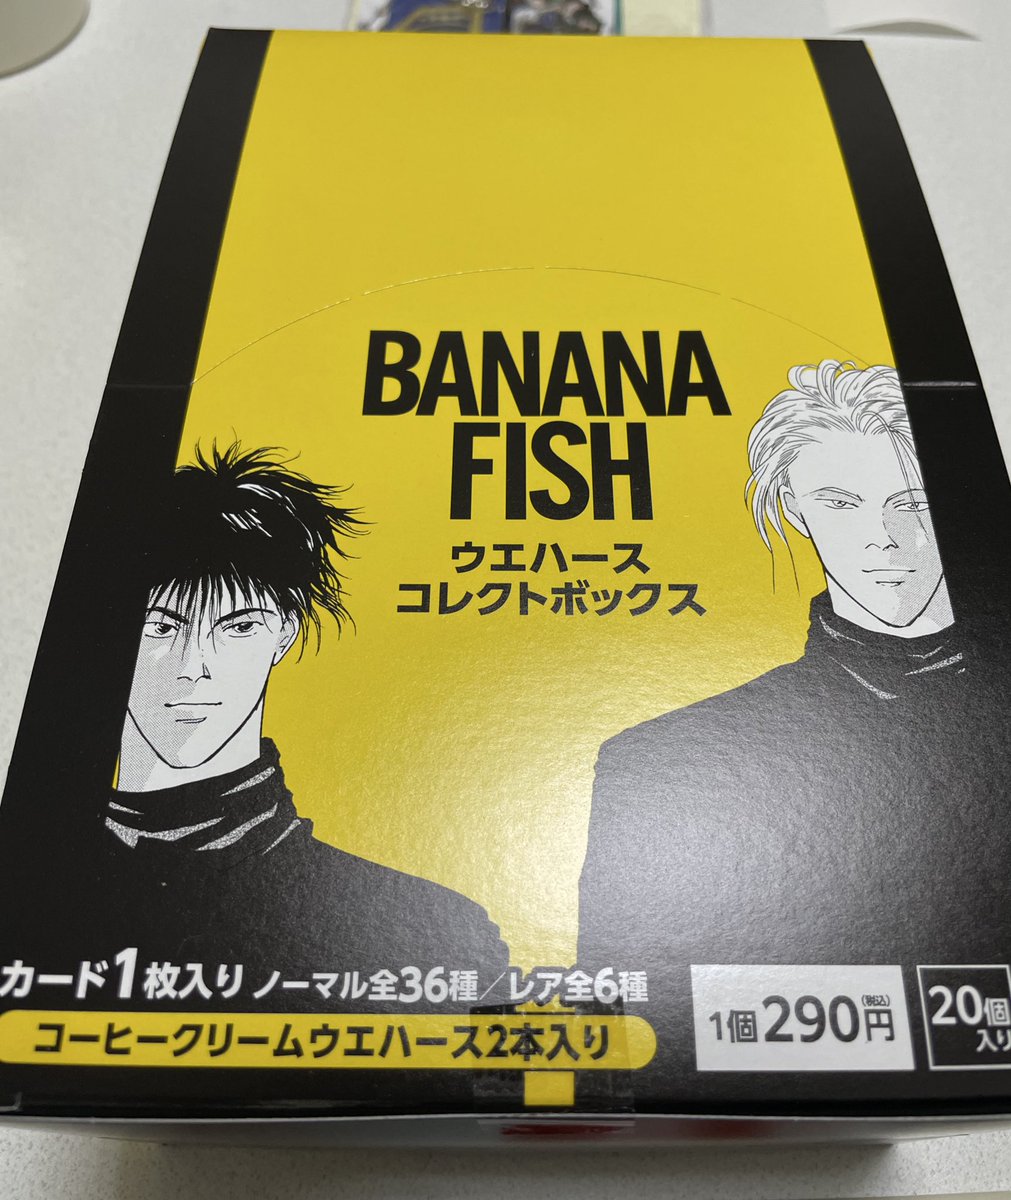 BANANA
FISH
ウエハース
コレクトボックス
カード1枚入り ノーマル全36種／レア全6種
コーヒークリームウエハース2本入り
1個290円(税込)
20個
入り